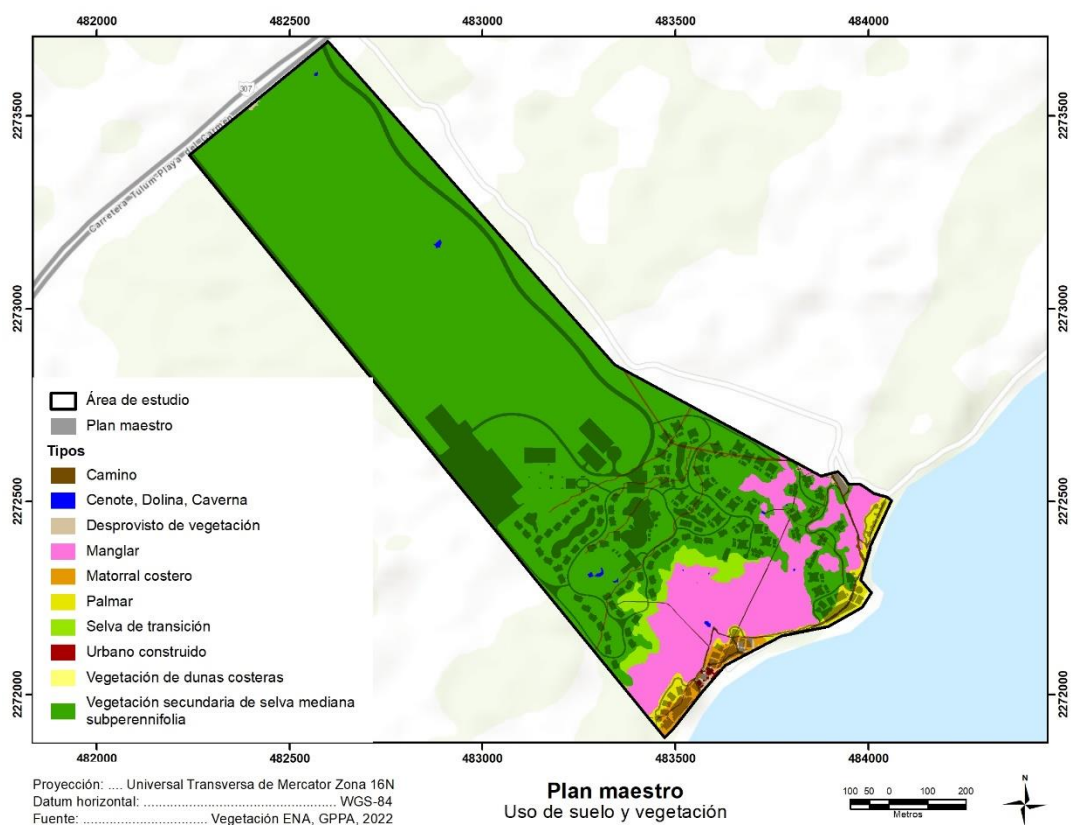 482000 482500 483000 483500 484000
2273500 2273500
2273000 2273000
2272500 2272500
2272000 2272000
307
Carretera Tulum Playa del Carmen
Área de estudio
Plan maestro
Tipos
Camino
Cenote, Dolina, Caverna
Desprovisto de vegetación
Manglar
Matorral costero
Palmar
Selva de transición
Urbano construido
Vegetación de dunas costeras
Vegetación secundaria de selva mediana
subperennifolia
482000 482500 483000 483500 484000
Proyección: .... Universal Transversa de Mercator Zona 16N
Datum horizontal: ................................................ WGS-84
Fuente: .............................. Vegetación ENA, GPPA, 2022
Plan maestro
Uso de suelo y vegetación
100 50 0 100 200
Metros
N